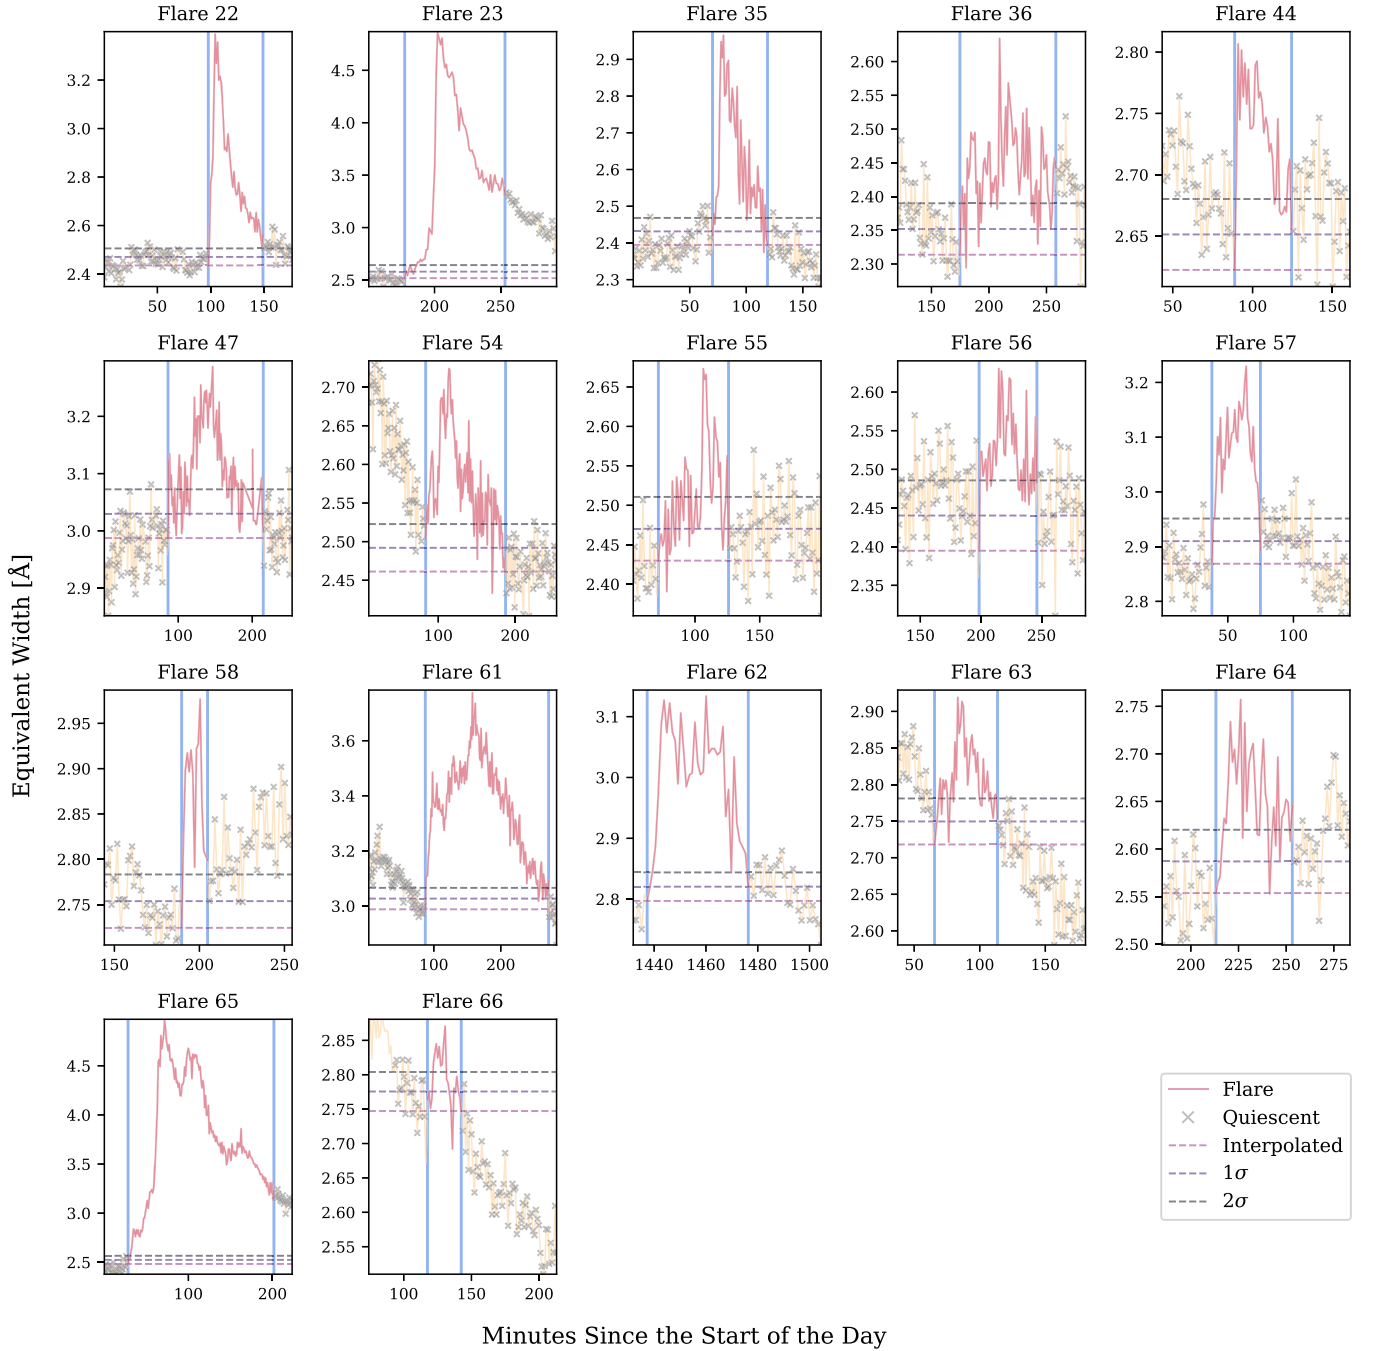 Flare 22 Flare 23 Flare 35 Flare 36 Flare 44
3.2 3.0 2.8 2.6 2.4
50 100 150
4.5 4.0 3.5 3.0 2.5
200 250
2.9 2.8 2.7 2.6 2.5 2.4 2.3
50 100 150
2.60 2.55 2.50 2.45 2.40 2.35 2.30
150 200 250
2.80 2.75 2.70 2.65
50 100 150
Flare 47 Flare 54 Flare 55 Flare 56 Flare 57
3.2 3.1 3.0 2.9
100 200
2.70 2.65 2.60 2.55 2.50 2.45
100 200
2.65 2.60 2.55 2.50 2.45 2.40
100 150
2.60 2.55 2.50 2.45 2.40 2.35
150 200 250
3.2 3.1 3.0 2.9 2.8
50 100
Equivalent Width [Å]
Flare 58 Flare 61 Flare 62 Flare 63 Flare 64
2.95 2.90 2.85 2.80 2.75
150 200 250
3.6 3.4 3.2 3.0
100 200
3.1 3.0 2.9 2.8
1440 1460 1480 1500
2.90 2.85 2.80 2.75 2.70 2.65 2.60
50 100 150
2.75 2.70 2.65 2.60 2.55 2.50
200 225 250 275
Flare 65 Flare 66
4.5 4.0 3.5 3.0 2.5
100 200
2.85 2.80 2.75 2.70 2.65 2.60 2.55
100 150 200
Flare
Quiescent
Interpolated
1σ
2σ
Minutes Since the Start of the Day